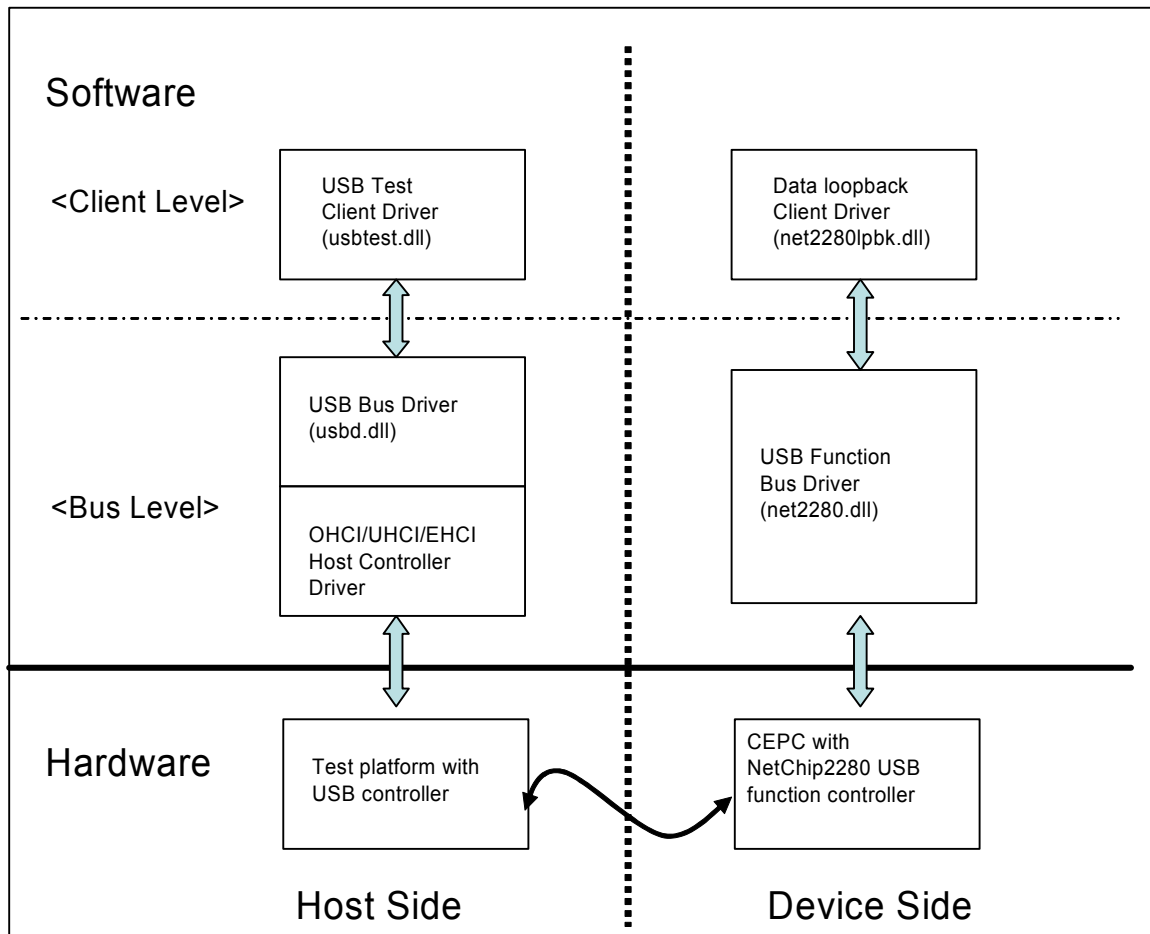 Software
<Client Level>
USB Test
Client Driver
(usbtest.dll)
Data loopback
Client Driver
(net2280lpbk.dll)
<Bus Level>
USB Bus Driver
(usbd.dll)
OHCI/UHCI/EHCI
Host Controller
Driver
USB Function
Bus Driver
(net2280.dll)
Hardware
Test platform with
USB controller
CEPC with
NetChip2280 USB
function controller
Host Side
Device Side